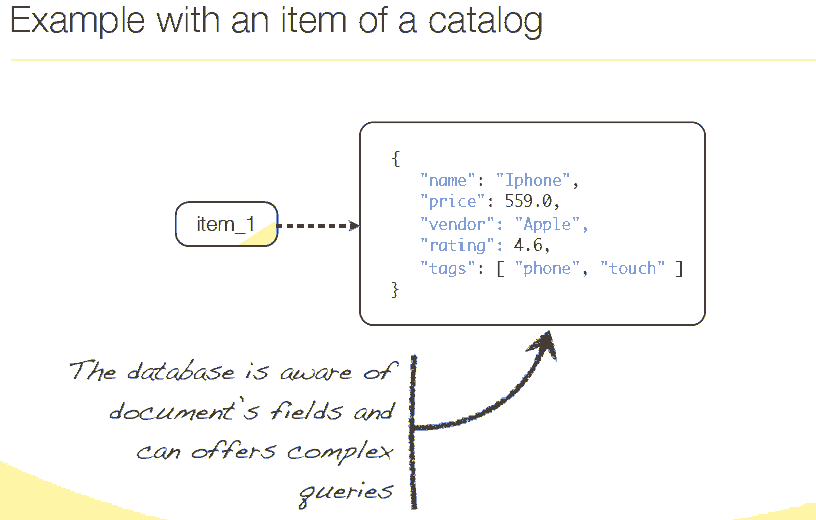 Example with an item of a catalog
item_1
{
"name": "Iphone",
"price": 559.0,
"vendor": "Apple",
"rating": 4.6,
"tags": [ "phone", "touch" ]
}
The database is aware of
document's fields and
can offers complex
queries